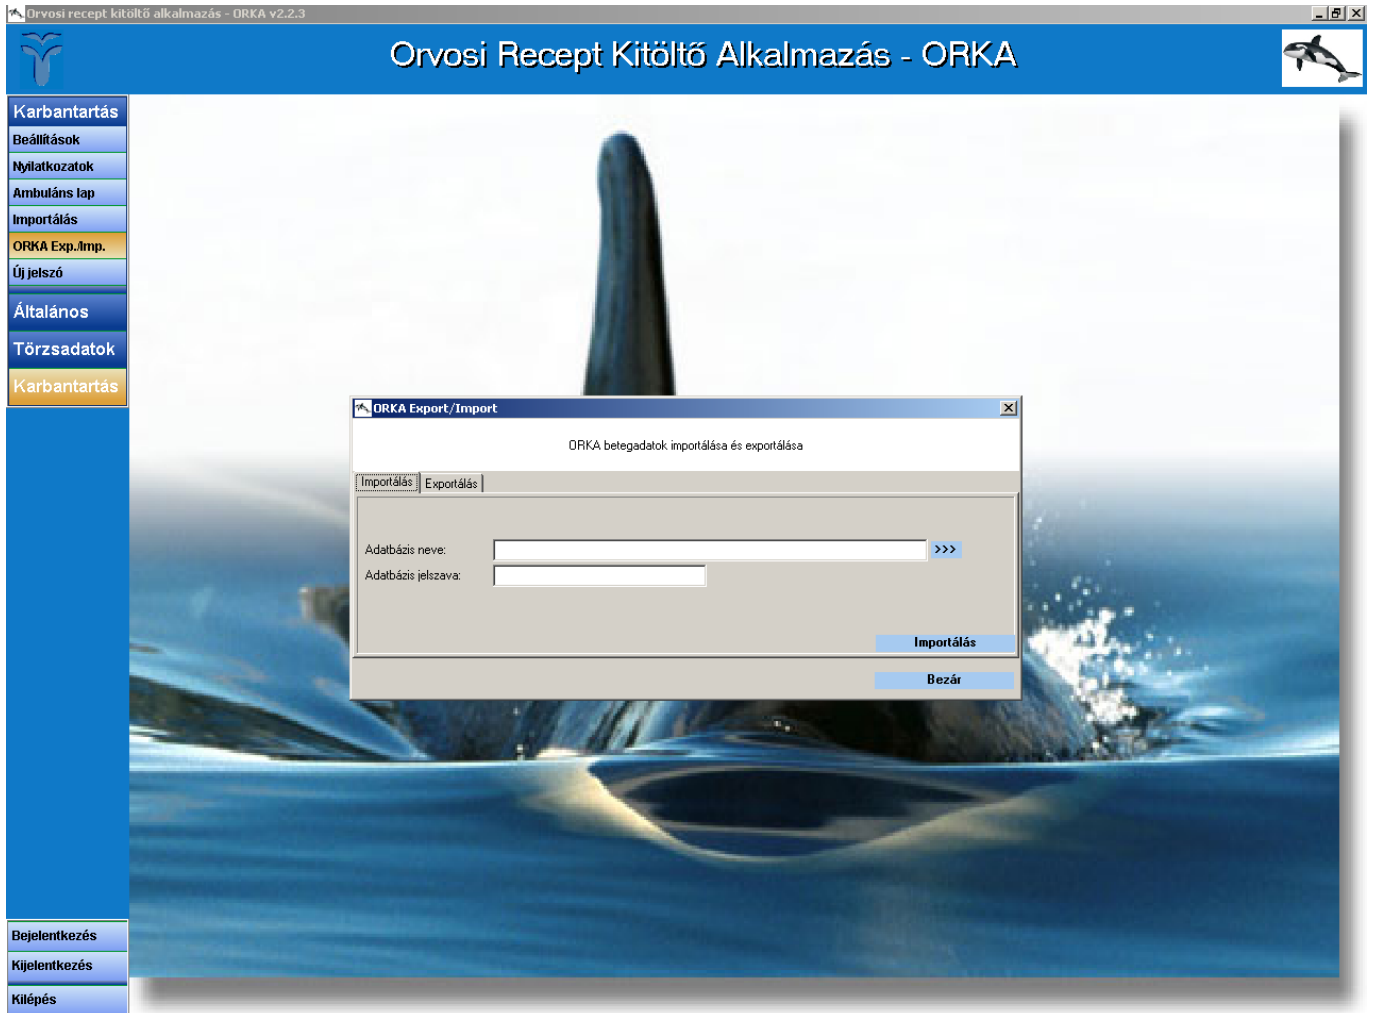 Orvosi recept kitöltő alkalmazás - ORKA v2.2.3
Orvosi Recept Kitöltő Alkalmazás - ORKA
Karbantartás
Beállítások
Nyilatkozatok
Ambuláns lap
Importálás
ORKA Exp./Imp.
Új jelszó
Általános
Törzsadatok
Karbantartás
ORKA Export/Import
ORKA betegadatok importálása és exportálása
Importálás Exportálás
Adatbázis neve: >>>
Adatbázis jelszava:
Importálás
Bezár
Bejelentkezés
Kijelentkezés
Kilépés